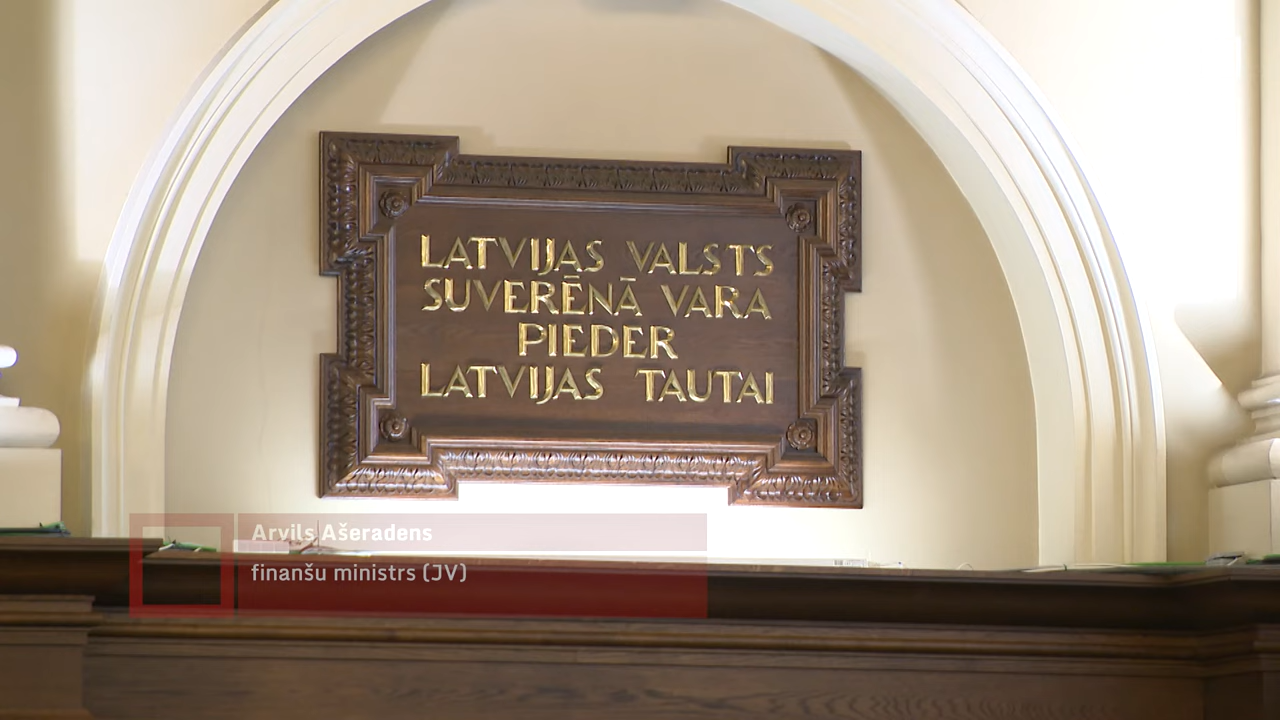 LATVIJAS VALSTS
SUVERĒNĀ VARA
PIEDER
LATVIJAS TAUTAI
Arvils Ašeradens
finanšu ministrs (JV)